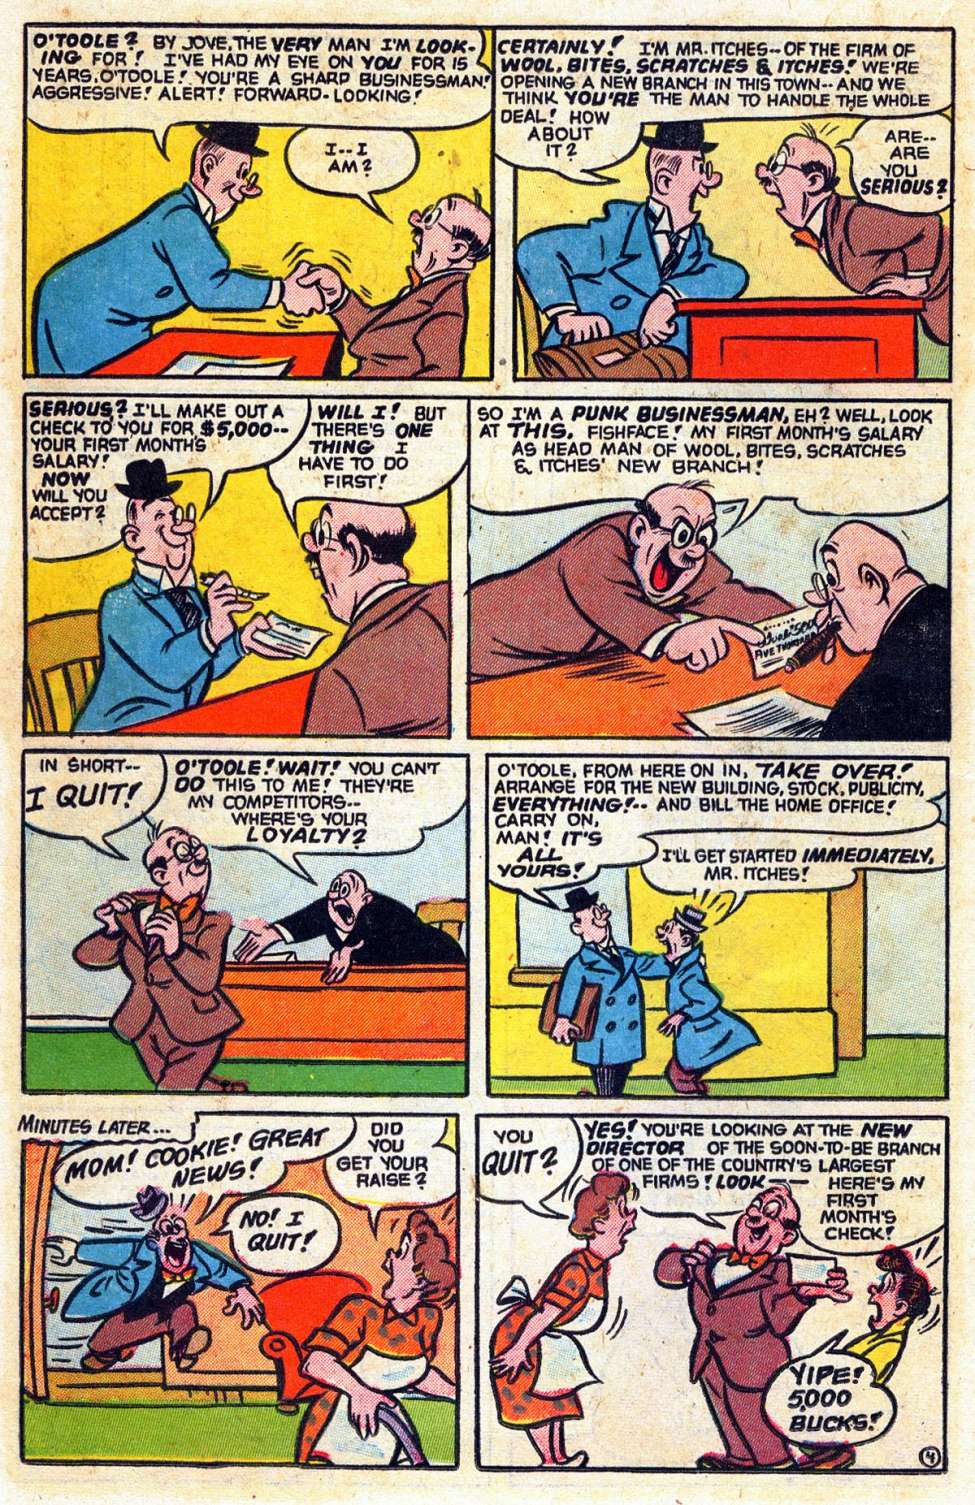 O'TOOLE? BY JOVE, THE VERY MAN I'M LOOK-
ING FOR! I'VE HAD MY EYE ON YOU FOR 15
YEARS, O'TOOLE! YOU'RE A SHARP BUSINESSMAN!
AGGRESSIVE! ALERT! FORWARD-LOOKING!
I--I
AM?
CERTAINLY! I'M MR. ITCHES--OF THE FIRM OF
WOOL, BITES, SCRATCHES & ITCHES! WE'RE
OPENING A NEW BRANCH IN THIS TOWN--AND WE
THINK YOU'RE THE MAN TO HANDLE THE WHOLE
DEAL! HOW
ABOUT
IT?
ARE--
ARE
YOU
SERIOUS?
SERIOUS? I'LL MAKE OUT A
CHECK TO YOU FOR $5,000--
YOUR FIRST MONTH'S
SALARY!
NOW
WILL YOU
ACCEPT?
WILL I! BUT
THERE'S ONE
THING I
HAVE TO DO
FIRST!
SO I'M A PUNK BUSINESSMAN, EH? WELL, LOOK
AT THIS, FISHFACE! MY FIRST MONTH'S SALARY
AS HEAD MAN OF WOOL, BITES, SCRATCHES
& ITCHES' NEW BRANCH!
FIVE THOUSAND
IN SHORT--
I QUIT!
O'TOOLE! WAIT! YOU CAN'T
DO THIS TO ME! THEY'RE
MY COMPETITORS--
WHERE'S YOUR
LOYALTY?
O'TOOLE, FROM HERE ON IN, TAKE OVER!
ARRANGE FOR THE NEW BUILDING, STOCK, PUBLICITY,
EVERYTHING!-- AND BILL THE HOME OFFICE!
CARRY ON,
MAN! IT'S
ALL
YOURS!
I'LL GET STARTED IMMEDIATELY,
MR. ITCHES!
MINUTES LATER...
MOM! COOKIE! GREAT
NEWS!
DID
YOU
GET YOUR
RAISE?
NO! I
QUIT!
YOU
QUIT?
YES! YOU'RE LOOKING AT THE NEW
DIRECTOR OF THE SOON-TO-BE BRANCH
OF ONE OF THE COUNTRY'S LARGEST
FIRMS! LOOK-- HERE'S MY
FIRST
MONTH'S
CHECK!
YIPE!
5,000
BUCKS!
4